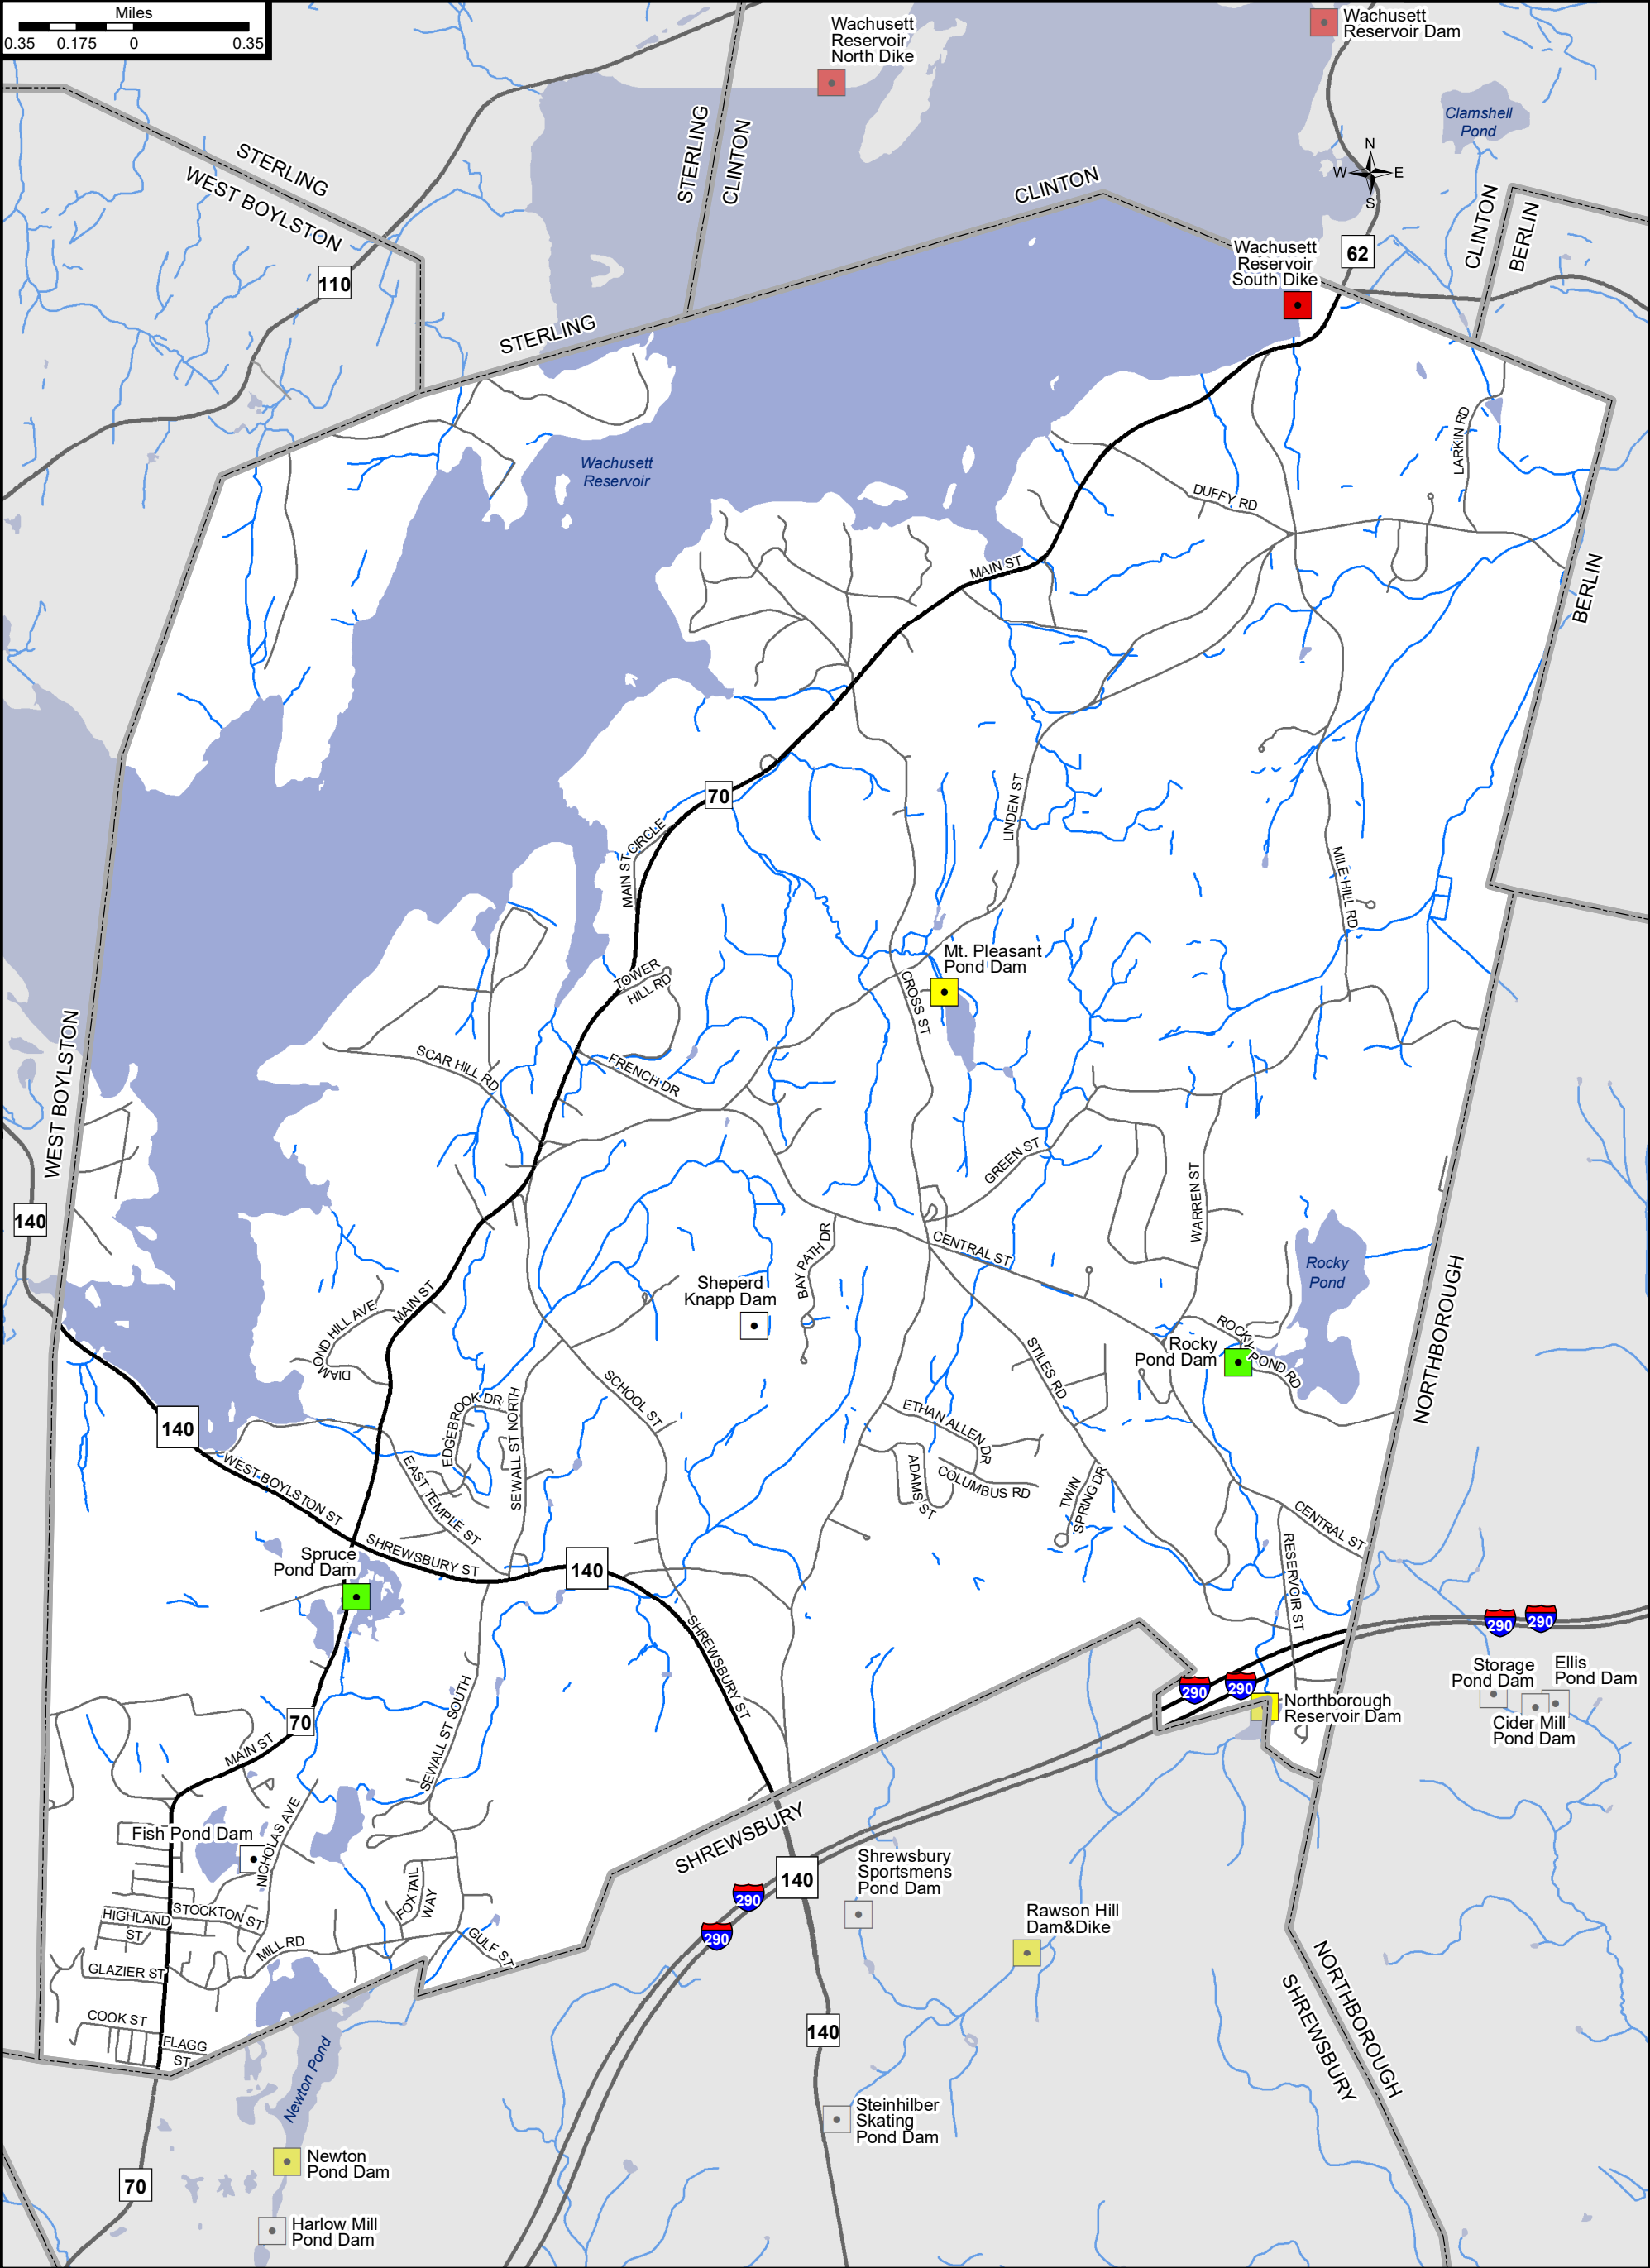 Miles
0.35
0.175
0
0.35
Wachusett
Reservoir
North Dike
Wachusett
Reservoir Dam
Clamshell
Pond
N
W
E
S
STERLING
WEST BOYLSTON
STERLING
CLINTON
CLINTON
CLINTON
BERLIN
62
110
Wachusett
Reservoir
South Dike
STERLING
Wachusett
Reservoir
LARKIN RD
DUFFY RD
MAIN ST
BERLIN
70
LINDEN ST
MAIN ST CIRCLE
MILE HILL RD
TOWER
HILL RD
Mt. Pleasant
Pond Dam
CROSS ST
SCAR HILL RD
FRENCH DR
WEST BOYLSTON
GREEN ST
WARREN ST
140
BAY PATH DR
CENTRAL ST
Rocky
Pond
Sheperd
Knapp Dam
MAIN ST
DIAMOND HILL AVE
ROCKY POND RD
Rocky
Pond Dam
STILES RD
NORTHBOROUGH
SCHOOL ST
EDGEBROOK DR
SEWALL ST NORTH
ETHAN ALLEN DR
140
WEST BOYLSTON ST
EAST TEMPLE ST
ADAMS ST
COLUMBUS RD
TWIN
SPRING DR
CENTRAL ST
RESERVOIR ST
SHREWSBURY ST
140
Spruce
Pond Dam
SHREWSBURY ST
290
290
290
290
Storage
Pond Dam
Ellis
Pond Dam
Cider Mill
Pond Dam
Northborough
Reservoir Dam
70
MAIN ST
SEWALL ST SOUTH
SHREWSBURY
Fish Pond Dam
NICHOLAS AVE
140
290
290
Shrewsbury
Sportsmens
Pond Dam
FOXTAIL
WAY
STOCKTON ST
HIGHLAND
ST
MILL RD
GULF ST
Rawson Hill
Dam&Dike
GLAZIER ST
COOK ST
FLAGG
ST
NORTHBOROUGH
SHREWSBURY
140
Newton Pond
Steinhilber
Skating
Pond Dam
Newton
Pond Dam
70
Harlow Mill
Pond Dam